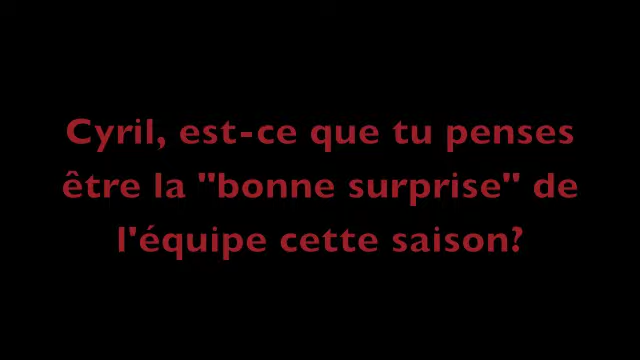 Cyril, est-ce que tu penses
être la "bonne surprise" de
l'équipe cette saison?